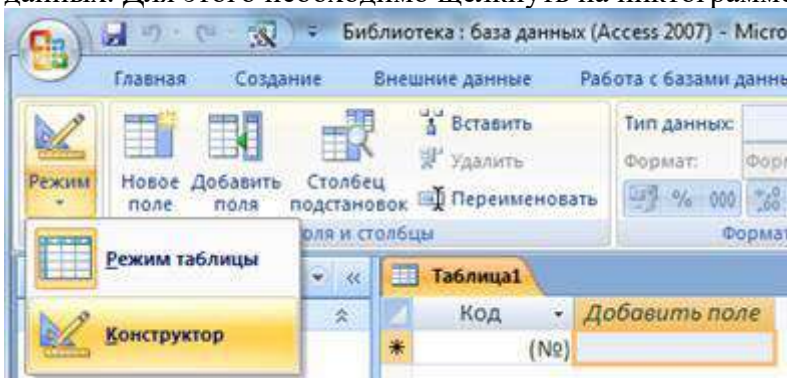 данных. Для этого необходимо щелкнуть на пиктограмме
Библиотека : база данных (Access 2007) - Micro
Главная Создание Внешние данные Работа с базами данны
Режим
Новое поле
Добавить поля
Столбец подстановок
Вставить
Удалить
Переименовать
Тип данных:
Формат: Фор
% 000
оля и столбцы
Формат
Режим таблицы
Конструктор
Таблица1
Код Добавить поле
* (№)